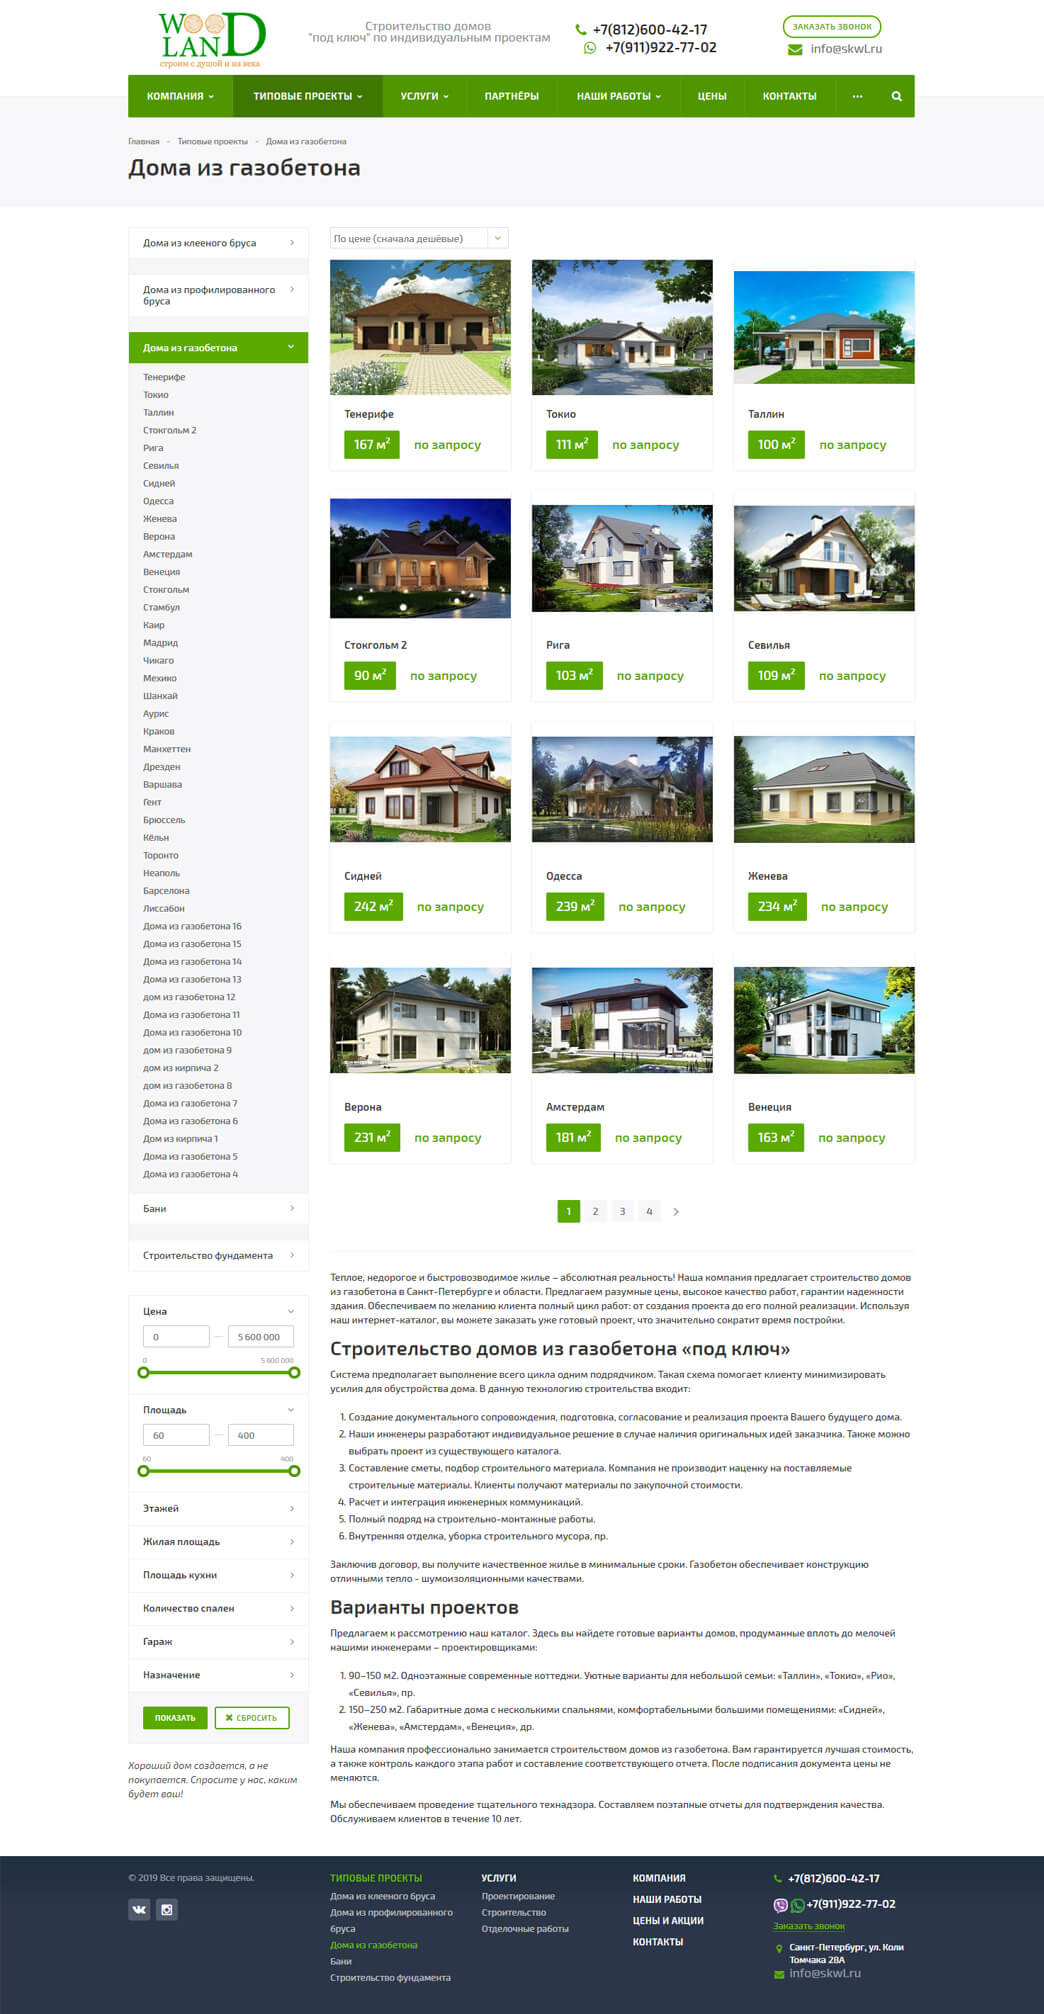 WOOD
LAND
строим с душой и на века
Строительство домов
"под ключ" по индивидуальным проектам
+7(812)600-42-17
+7(911)922-77-02
ЗАКАЗАТЬ ЗВОНОК
info@skwl.ru
КОМПАНИЯ
ТИПОВЫЕ ПРОЕКТЫ
УСЛУГИ
ПАРТНЁРЫ
НАШИ РАБОТЫ
ЦЕНЫ
КОНТАКТЫ
...
Главная - Типовые проекты - Дома из газобетона
Дома из газобетона
Дома из клееного бруса
Дома из профилированного
бруса
Дома из газобетона
Тенерифе
Токио
Таллин
Стокгольм 2
Рига
Севилья
Сидней
Одесса
Женева
Верона
Амстердам
Венеция
Стокгольм
Стамбул
Каир
Мадрид
Чикаго
Мехико
Шанхай
Аурис
Краков
Манхеттен
Дрезден
Варшава
Гент
Брюссель
Кёльн
Торонто
Неаполь
Барселона
Лиссабон
Дома из газобетона 16
Дома из газобетона 15
Дома из газобетона 14
Дома из газобетона 13
дом из газобетона 12
Дома из газобетона 11
Дома из газобетона 10
дом из газобетона 9
дом из кирпича 2
дом из газобетона 8
Дома из газобетона 7
Дома из газобетона 6
Дом из кирпича 1
Дома из газобетона 5
Дома из газобетона 4
Бани
Строительство фундамента
Цена
0 — 5 600 000
0 5 600 000
Площадь
60 — 400
60 400
Этажей
Жилая площадь
Площадь кухни
Количество спален
Гараж
Назначение
ПОКАЗАТЬ
СБРОСИТЬ
Хороший дом создается, а не
покупается. Спросите у нас, каким
будет ваш!
По цене (сначала дешёвые)
Тенерифе
167 м² по запросу
Токио
111 м² по запросу
Таллин
100 м² по запросу
Стокгольм 2
90 м² по запросу
Рига
103 м² по запросу
Севилья
109 м² по запросу
Сидней
242 м² по запросу
Одесса
239 м² по запросу
Женева
234 м² по запросу
Верона
231 м² по запросу
Амстердам
181 м² по запросу
Венеция
163 м² по запросу
1 2 3 4
Теплое, недорогое и быстровозводимое жилье – абсолютная реальность! Наша компания предлагает строительство домов
из газобетона в Санкт-Петербурге и области. Предлагаем разумные цены, высокое качество работ, гарантии надежности
здания. Обеспечиваем по желанию клиента полный цикл работ: от создания проекта до его полной реализации. Используя
наш интернет-каталог, вы можете заказать уже готовый проект, что значительно сократит время постройки.
Строительство домов из газобетона «под ключ»
Система предполагает выполнение всего цикла одним подрядчиком. Такая схема помогает клиенту минимизировать
усилия для обустройства дома. В данную технологию строительства входит:
1. Создание документального сопровождения, подготовка, согласование и реализация проекта Вашего будущего дома.
2. Наши инженеры разработают индивидуальное решение в случае наличия оригинальных идей заказчика. Также можно
выбрать проект из существующего каталога.
3. Составление сметы, подбор строительного материала. Компания не производит наценку на поставляемые
строительные материалы. Клиенты получают материалы по закупочной стоимости.
4. Расчет и интеграция инженерных коммуникаций.
5. Полный подряд на строительно-монтажные работы.
6. Внутренняя отделка, уборка строительного мусора, пр.
Заключив договор, вы получите качественное жилье в минимальные сроки. Газобетон обеспечивает конструкцию
отличными тепло - шумоизоляционными качествами.
Варианты проектов
Предлагаем к рассмотрению наш каталог. Здесь вы найдете готовые варианты домов, продуманные вплоть до мелочей
нашими инженерами – проектировщиками:
1. 90–150 м2. Одноэтажные современные коттеджи. Уютные варианты для небольшой семьи: «Таллин», «Токио», «Рио»,
«Севилья», пр.
2. 150–250 м2. Габаритные дома с несколькими спальнями, комфортабельными большими помещениями: «Сидней»,
«Женева», «Амстердам», «Венеция», др.
Наша компания профессионально занимается строительством домов из газобетона. Вам гарантируется лучшая стоимость,
а также контроль каждого этапа работ и составление соответствующего отчета. После подписания документа цены не
меняются.
Мы обеспечиваем проведение тщательного технадзора. Составляем поэтапные отчеты для подтверждения качества.
Обслуживаем клиентов в течение 10 лет.
© 2019 Все права защищены.
ТИПОВЫЕ ПРОЕКТЫ
Дома из клееного бруса
Дома из профилированного
бруса
Дома из газобетона
Бани
Строительство фундамента
УСЛУГИ
Проектирование
Строительство
Отделочные работы
КОМПАНИЯ
НАШИ РАБОТЫ
ЦЕНЫ И АКЦИИ
КОНТАКТЫ
+7(812)600-42-17
+7(911)922-77-02
Заказать звонок
Санкт-Петербург, ул. Коли
Томчака 28А
info@skwl.ru